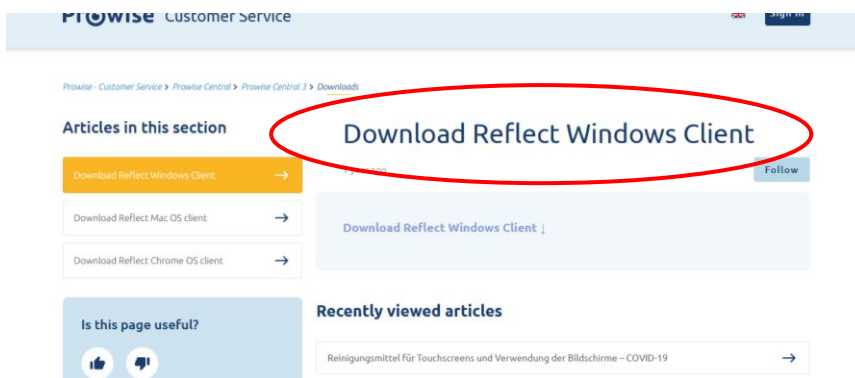 Prowise Customer Service
Sign in
Prowise - Customer Service > Prowise Central > Prowise Central 3 > Downloads
Articles in this section
Download Reflect Windows Client
Download Reflect Windows Client
Follow
Download Reflect Mac OS client
Download Reflect Chrome OS client
Download Reflect Windows Client ↓
Is this page useful?
Recently viewed articles
Reinigungsmittel für Touchscreens und Verwendung der Bildschirme – COVID-19